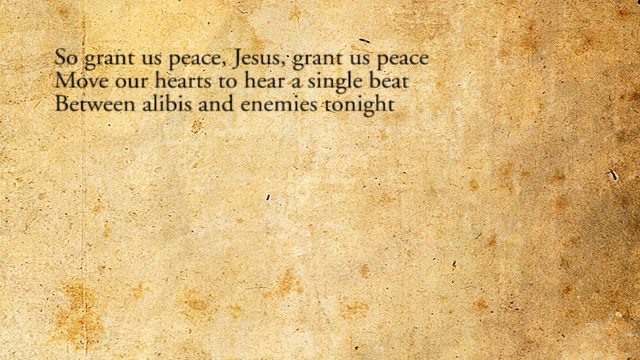 So grant us peace, Jesus, grant us peace
Move our hearts to hear a single beat
Between alibis and enemies tonight